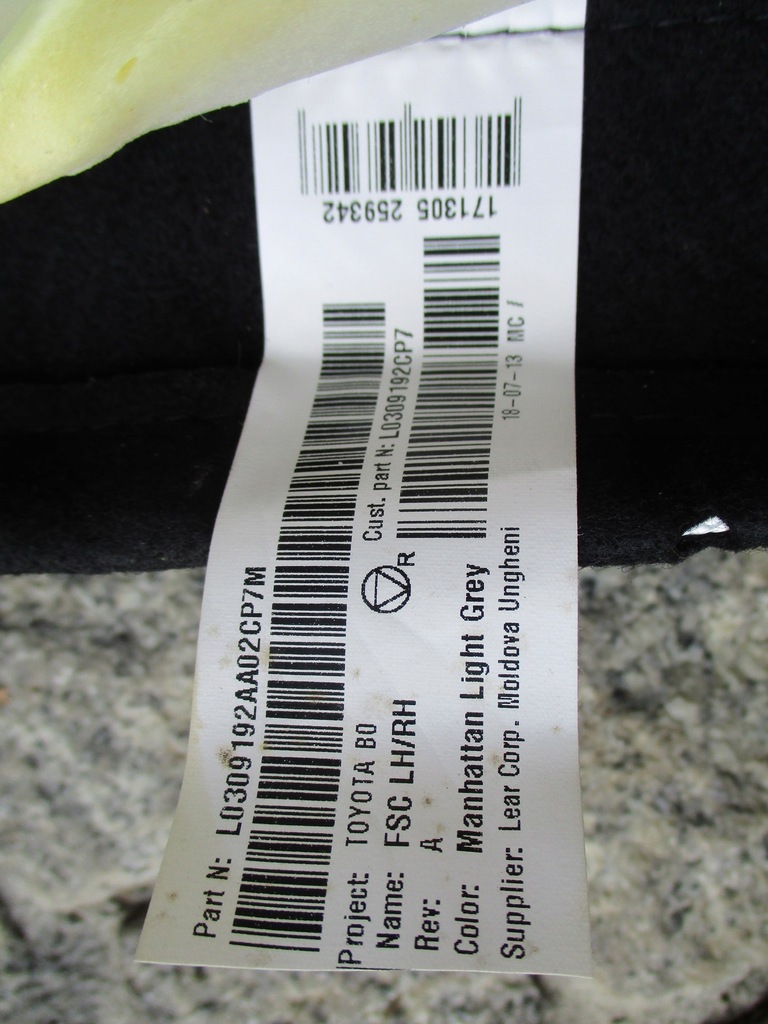 Part N: L0309192AA02CP7M
Project: TOYOTA B0
Name: FSC LH/RH
Rev: A
Color: Manhattan Light Grey
Supplier: Lear Corp. Moldova Ungheni
R
Cust. part N: L0309192CP7
18-07-13 MC /
171305 259342